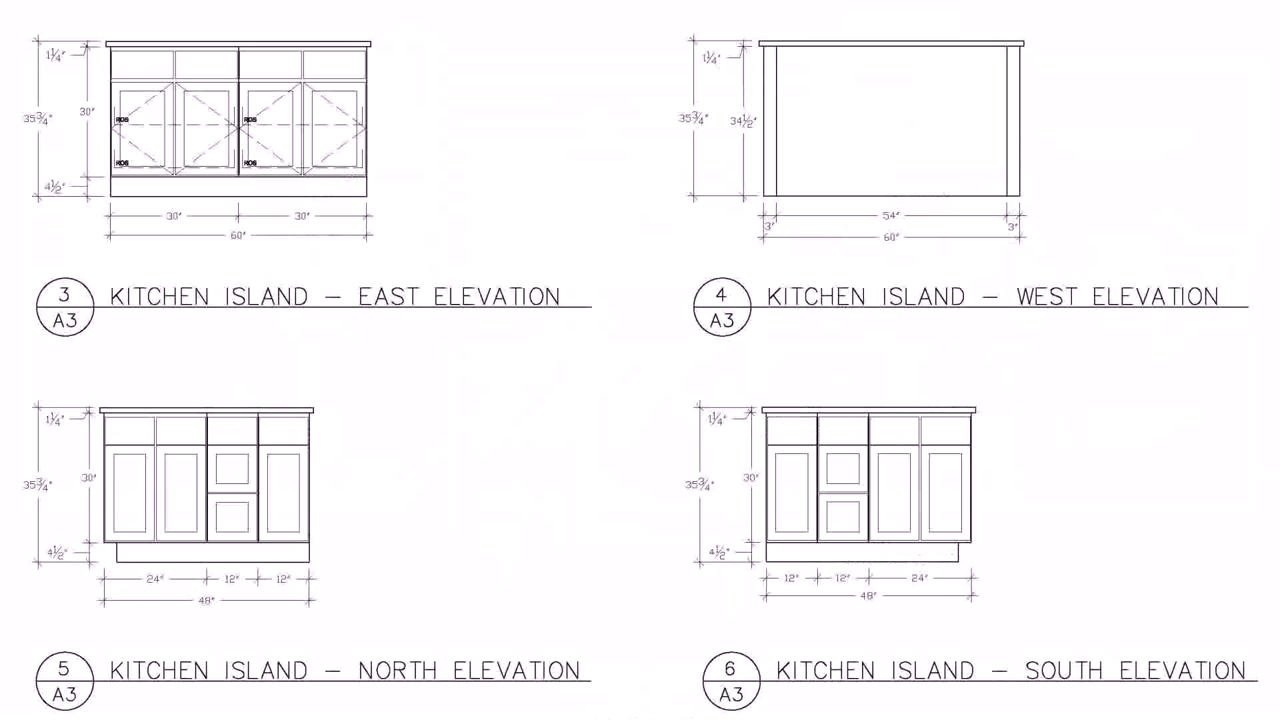 1¼"
35¾"
30"
ROS
ROS
ROS
ROS
4½"
30" 30"
60"
3
A3
KITCHEN ISLAND – EAST ELEVATION
1¼"
35¾"
34½"
54"
3" 3"
60"
4
A3
KITCHEN ISLAND – WEST ELEVATION
1¼"
35¾"
30"
4½"
24" 12" 12"
48"
5
A3
KITCHEN ISLAND – NORTH ELEVATION
1¼"
35¾"
30"
4½"
12" 12" 24"
48"
6
A3
KITCHEN ISLAND – SOUTH ELEVATION